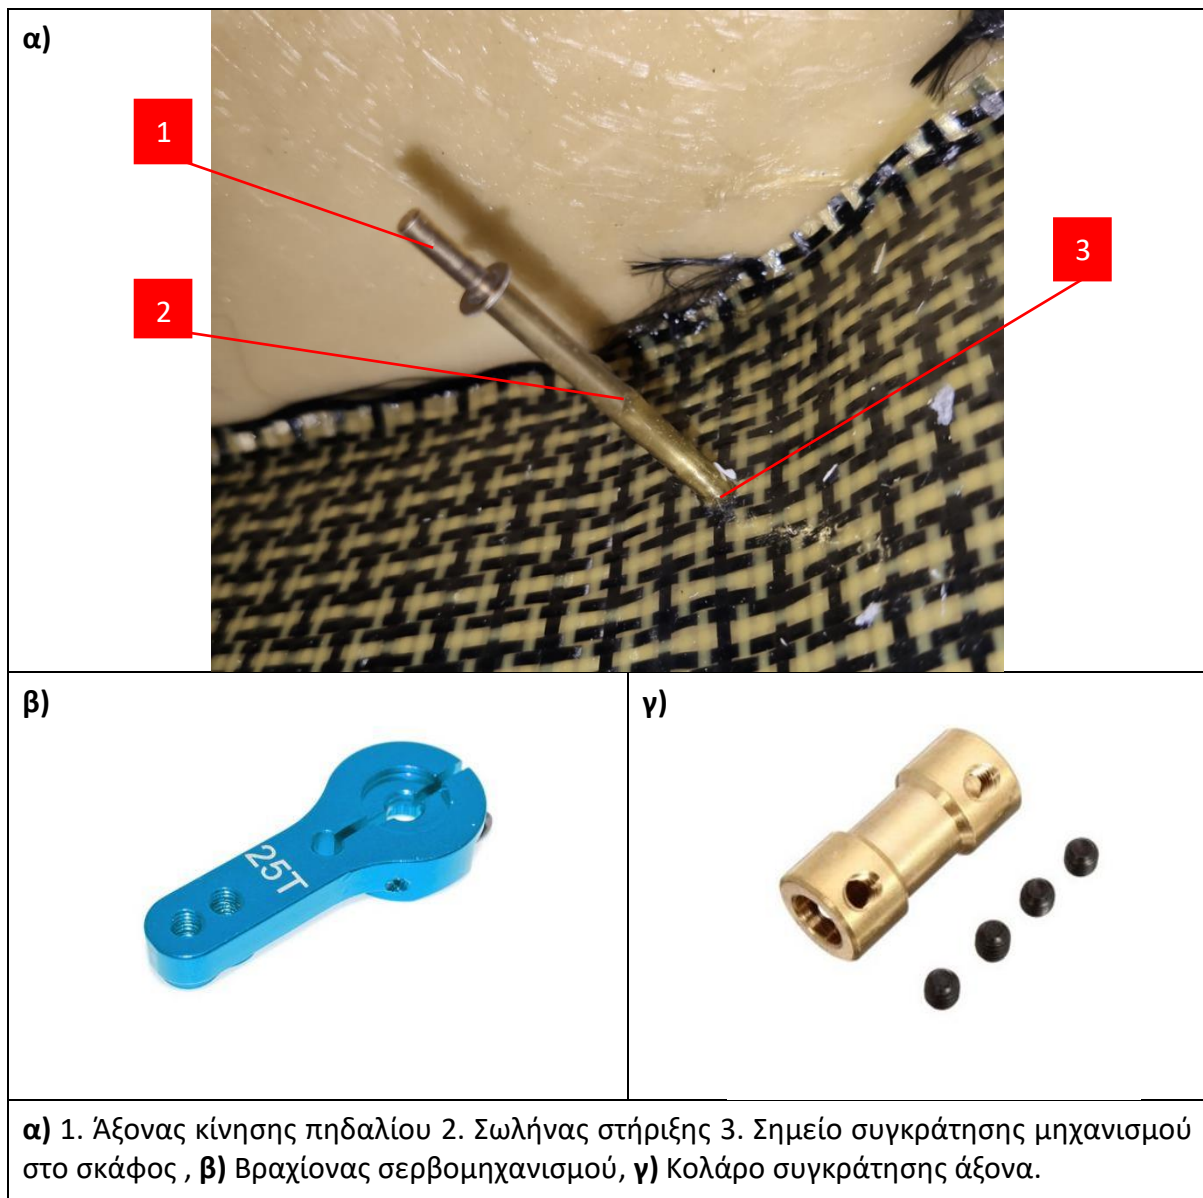 α)
1
2
3
β)
25T
γ)
α) 1. Άξονας κίνησης πηδαλίου 2. Σωλήνας στήριξης 3. Σημείο συγκράτησης μηχανισμού
στο σκάφος , β) Βραχίονας σερβομηχανισμού, γ) Κολάρο συγκράτησης άξονα.